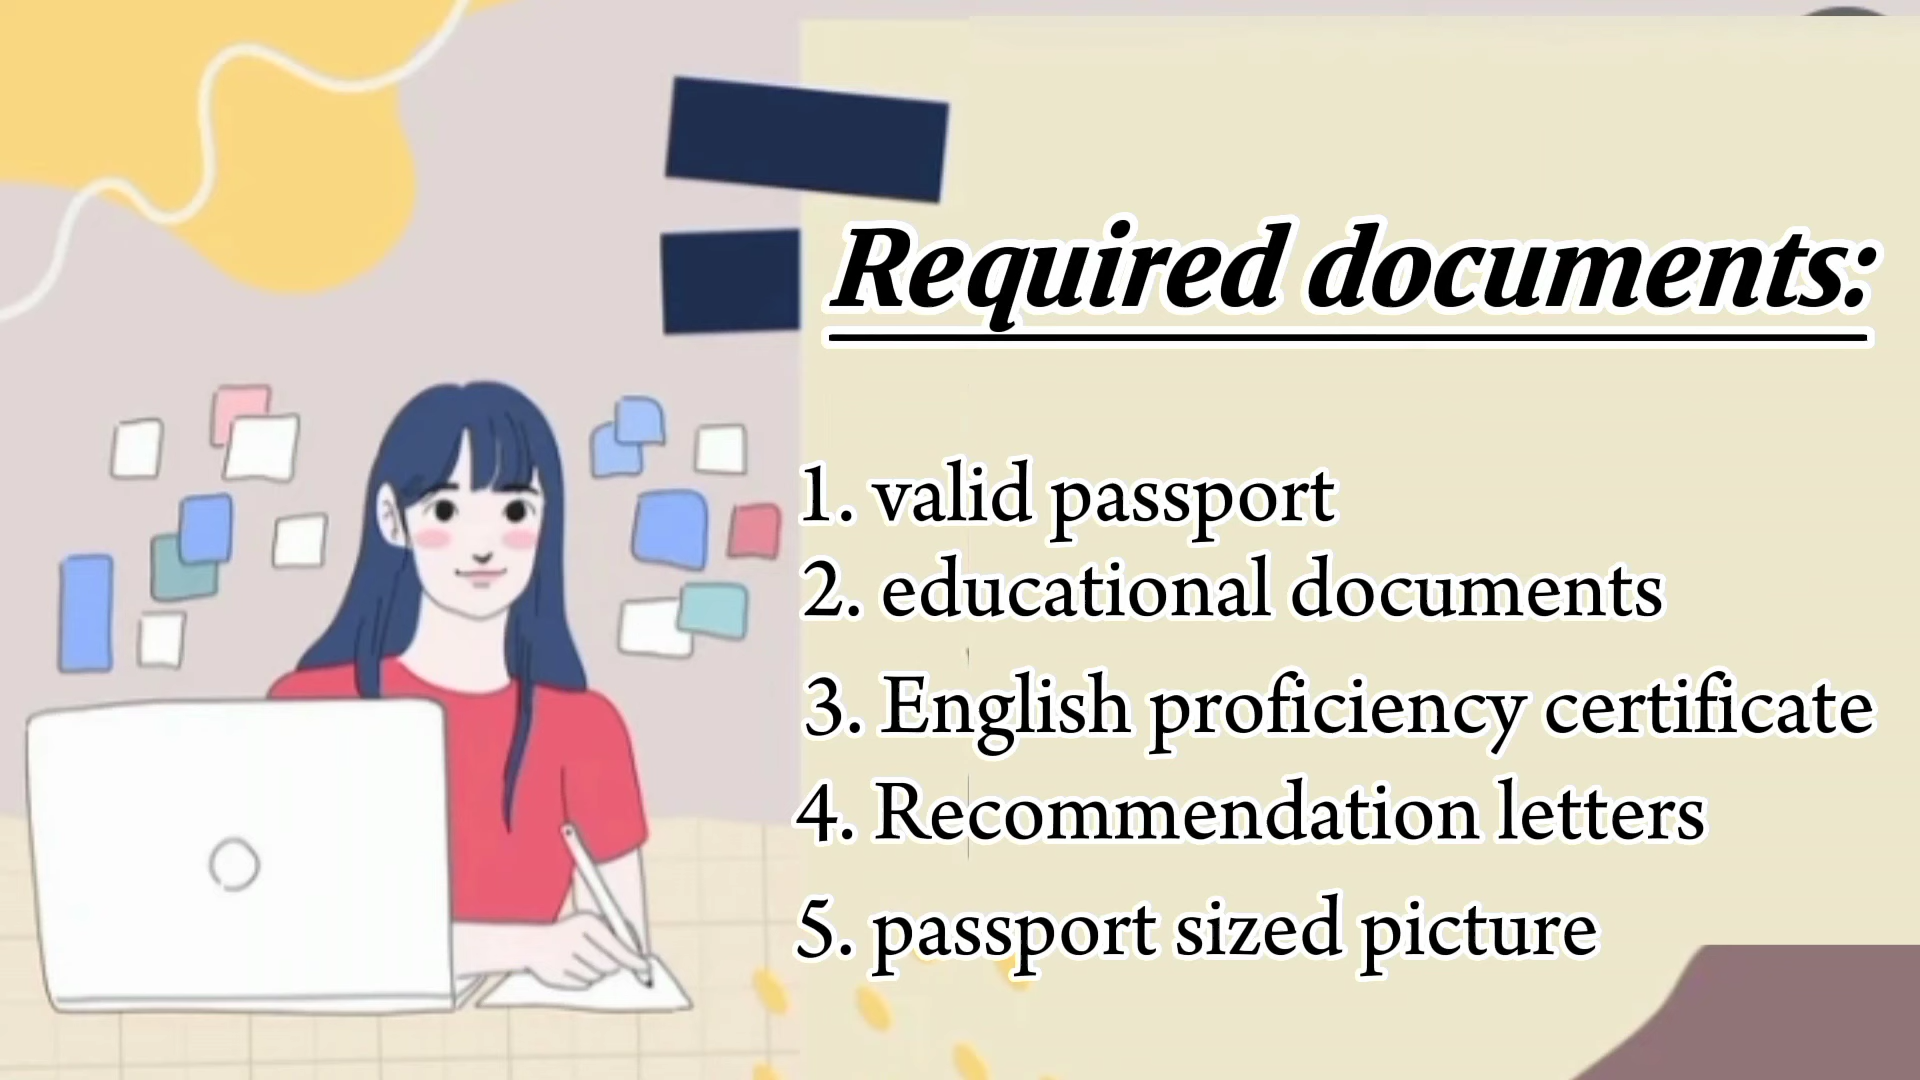 Required documents:
1. valid passport
2. educational documents
3. English proficiency certificate
4. Recommendation letters
5. passport sized picture